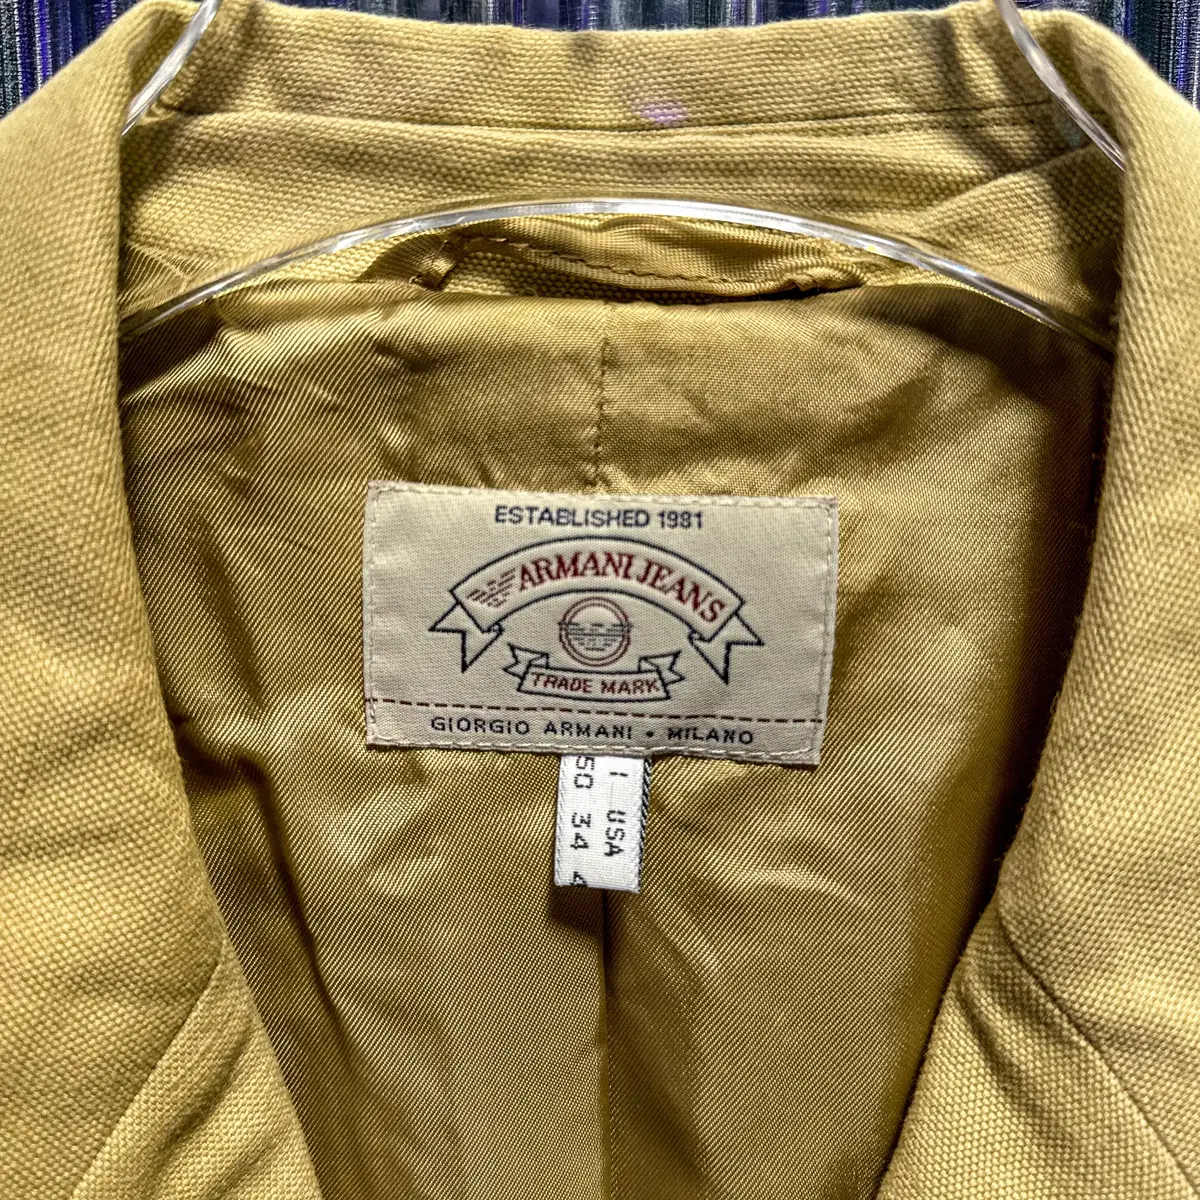 ESTABLISHED 1981
ARMANI JEANS
TRADE MARK
GIORGIO ARMANI • MILANO
I USA
50 34